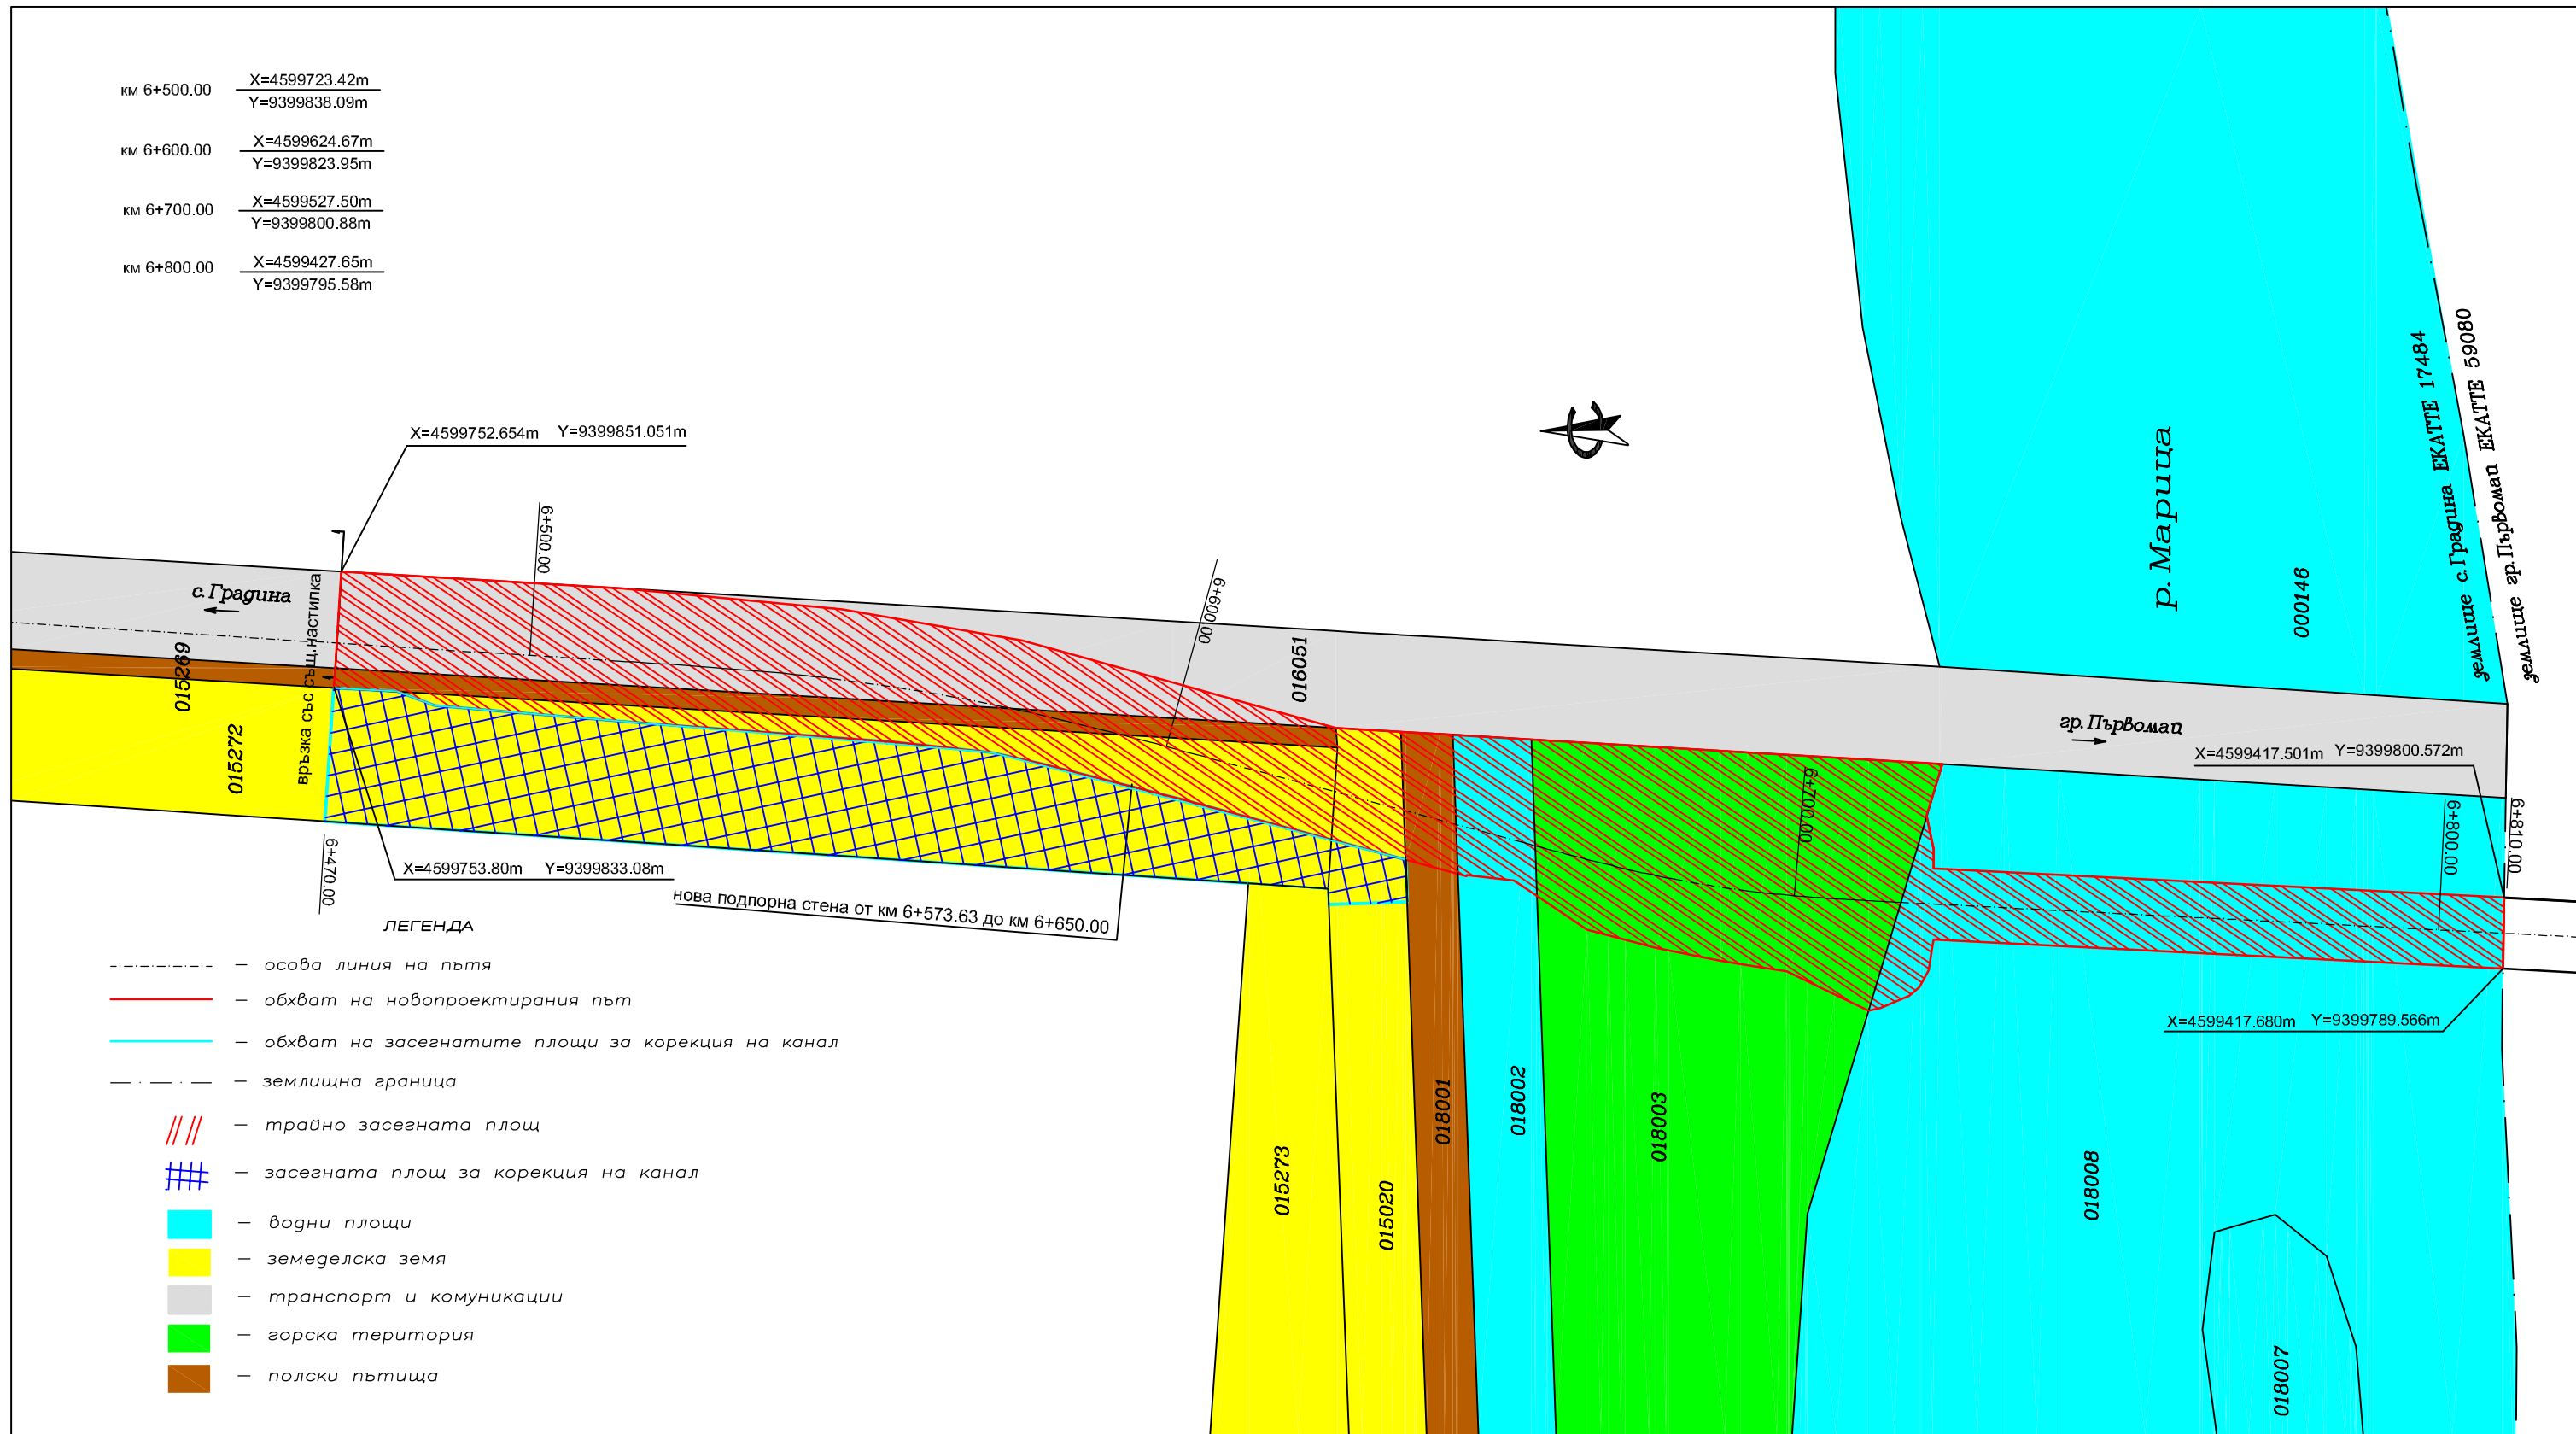 км 6+500.00
X=4599723.42m
Y=9399838.09m
км 6+600.00
X=4599624.67m
Y=9399823.95m
км 6+700.00
X=4599527.50m
Y=9399800.88m
км 6+800.00
X=4599427.65m
Y=9399795.58m
X=4599752.654m Y=9399851.051m
6+500.00
6+600.00
016051
с.Градина
015269
015272
връзка със същ.настилка
6+470.00
X=4599753.80m Y=9399833.08m
нова подпорна стена от км 6+573.63 до км 6+650.00
р. Марица
000146
землище с.Градина ЕКАТТЕ 17484
землище гр.Първомай ЕКАТТЕ 59080
гр.Първомай
X=4599417.501m Y=9399800.572m
6+700.00
6+800.00
6+810.00
X=4599417.680m Y=9399789.566m
015273
015020
018001
018002
018003
018008
018007
ЛЕГЕНДА
– осова линия на пътя
– обхват на новопроектирания път
– обхват на засегнатите площи за корекция на канал
– землищна граница
– трайно засегната площ
– засегната площ за корекция на канал
– водни площи
– земеделска земя
– транспорт и комуникации
– горска територия
– полски пътища